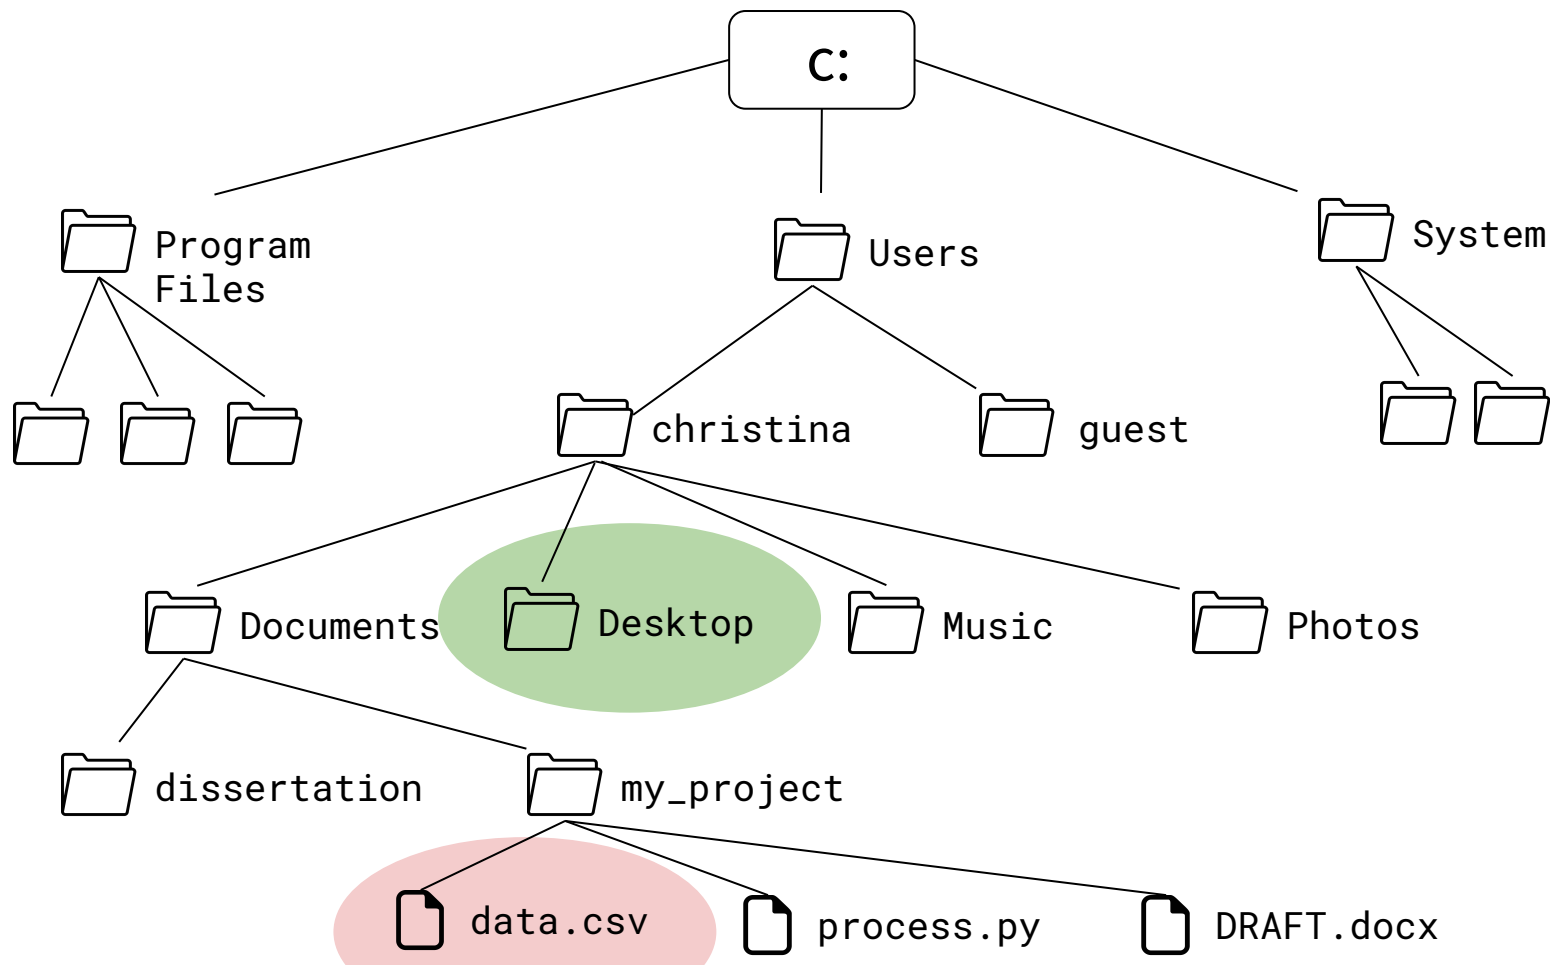 C:
Program
Files
Users
System
christina
guest
Documents
Desktop
Music
Photos
dissertation
my_project
data.csv
process.py
DRAFT.docx